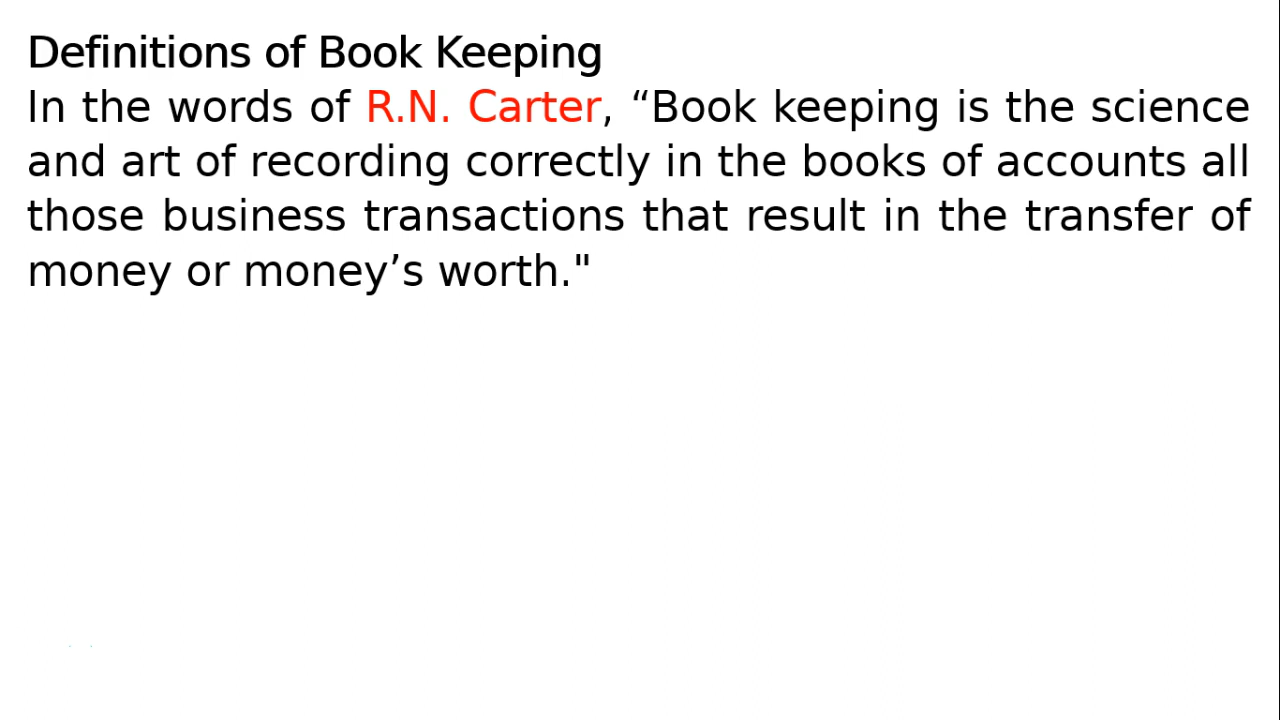 Definitions of Book Keeping
In the words of R.N. Carter, “Book keeping is the science
and art of recording correctly in the books of accounts all
those business transactions that result in the transfer of
money or money’s worth."